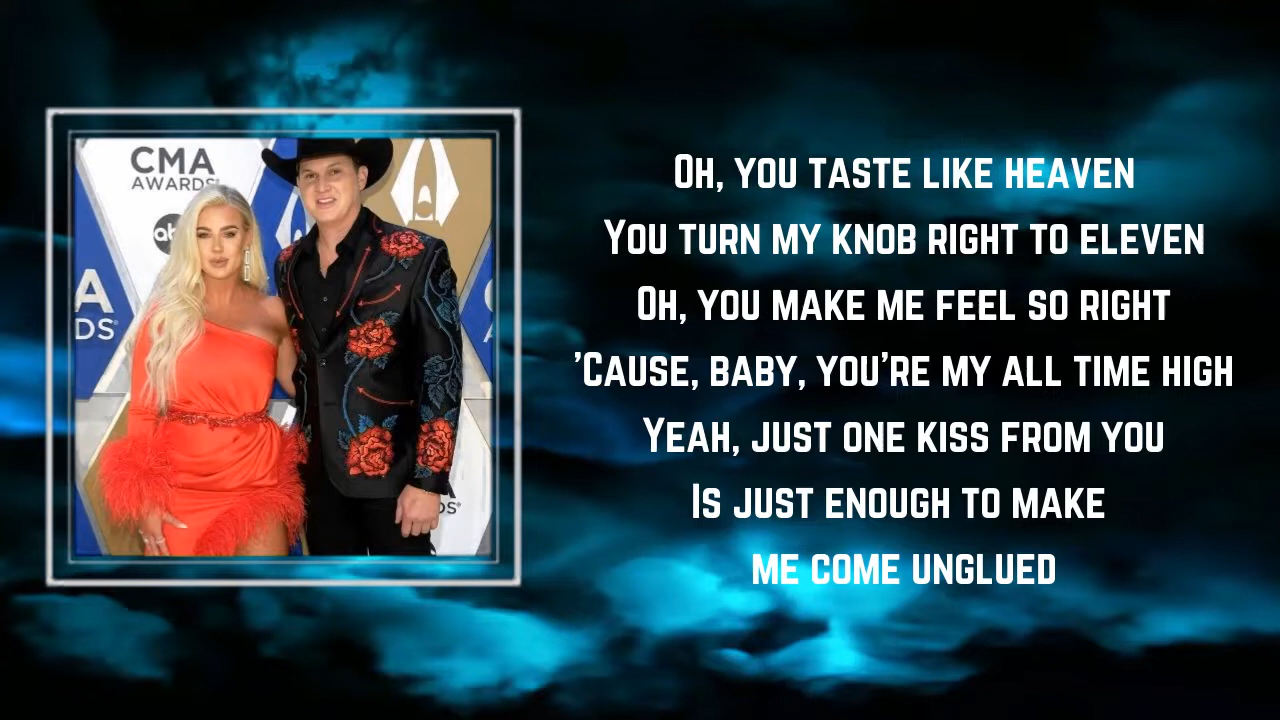 CMA
AWARDS
abc
A
DS®
DS®
OH, YOU TASTE LIKE HEAVEN
YOU TURN MY KNOB RIGHT TO ELEVEN
OH, YOU MAKE ME FEEL SO RIGHT
'CAUSE, BABY, YOU'RE MY ALL TIME HIGH
YEAH, JUST ONE KISS FROM YOU
IS JUST ENOUGH TO MAKE
ME COME UNGLUED